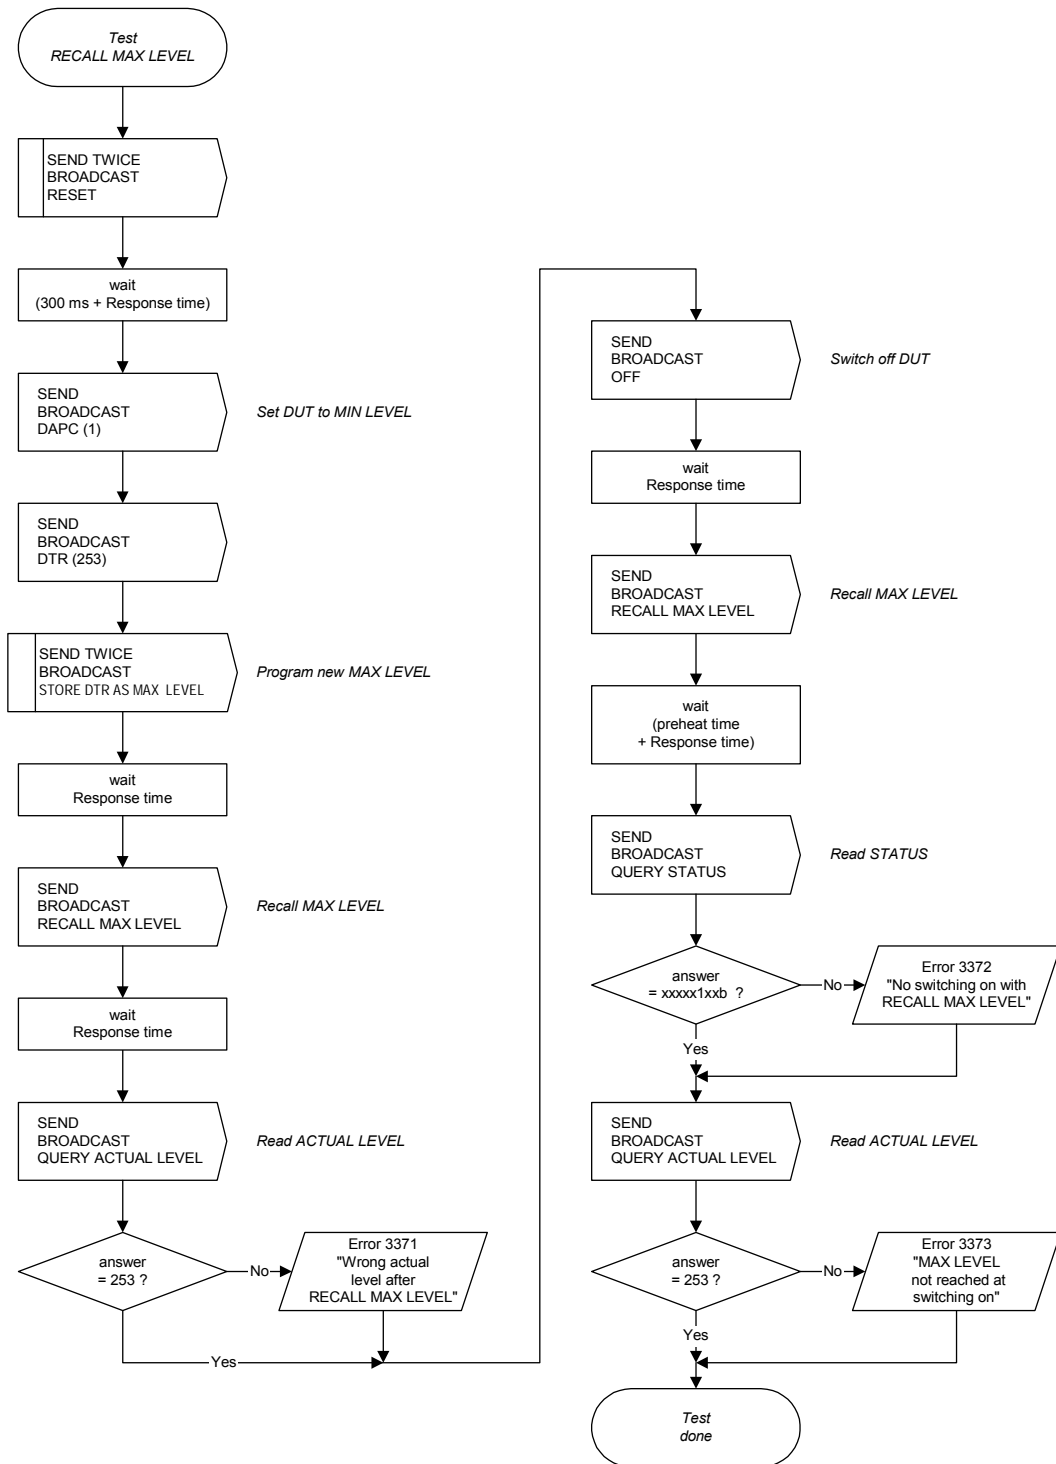 Test
RECALL MAX LEVEL
SEND TWICE
BROADCAST
RESET
wait
(300 ms + Response time)
SEND
BROADCAST
DAPC (1)
Set DUT to MIN LEVEL
SEND
BROADCAST
DTR (253)
SEND TWICE
BROADCAST
STORE DTR AS MAX LEVEL
Program new MAX LEVEL
wait
Response time
SEND
BROADCAST
RECALL MAX LEVEL
Recall MAX LEVEL
wait
Response time
SEND
BROADCAST
QUERY ACTUAL LEVEL
Read ACTUAL LEVEL
answer
= 253 ?
No
Error 3371
"Wrong actual
level after
RECALL MAX LEVEL"
Yes
SEND
BROADCAST
OFF
Switch off DUT
wait
Response time
SEND
BROADCAST
RECALL MAX LEVEL
Recall MAX LEVEL
wait
(preheat time
+ Response time)
SEND
BROADCAST
QUERY STATUS
Read STATUS
answer
= xxxxx1xxb ?
No
Error 3372
"No switching on with
RECALL MAX LEVEL"
Yes
SEND
BROADCAST
QUERY ACTUAL LEVEL
Read ACTUAL LEVEL
answer
= 253 ?
No
Error 3373
"MAX LEVEL
not reached at
switching on"
Yes
Test
done